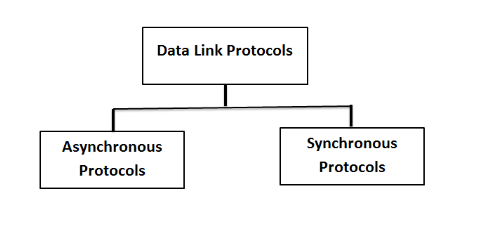 Data Link Protocols
Asynchronous
Protocols
Synchronous
Protocols